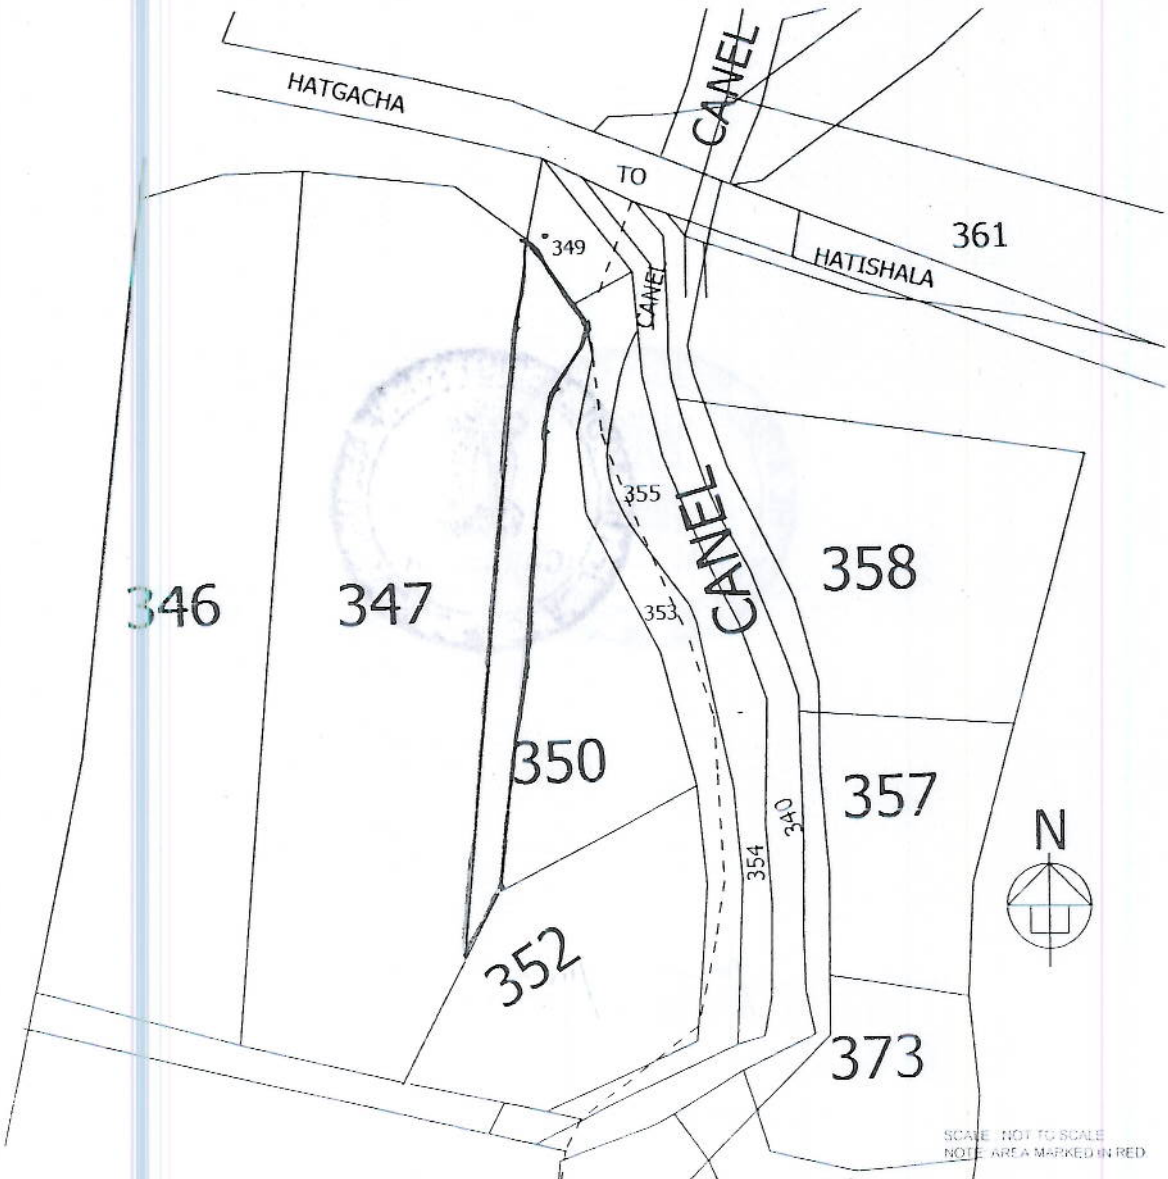 CANEL
HATGACHA
TO
361
349
HATISHALA
CANEL
355
CANEL
358
346
347
353
350
357
340
354
N
352
373
SCALE : NOT TO SCALE
NOTE: AREA MARKED IN RED